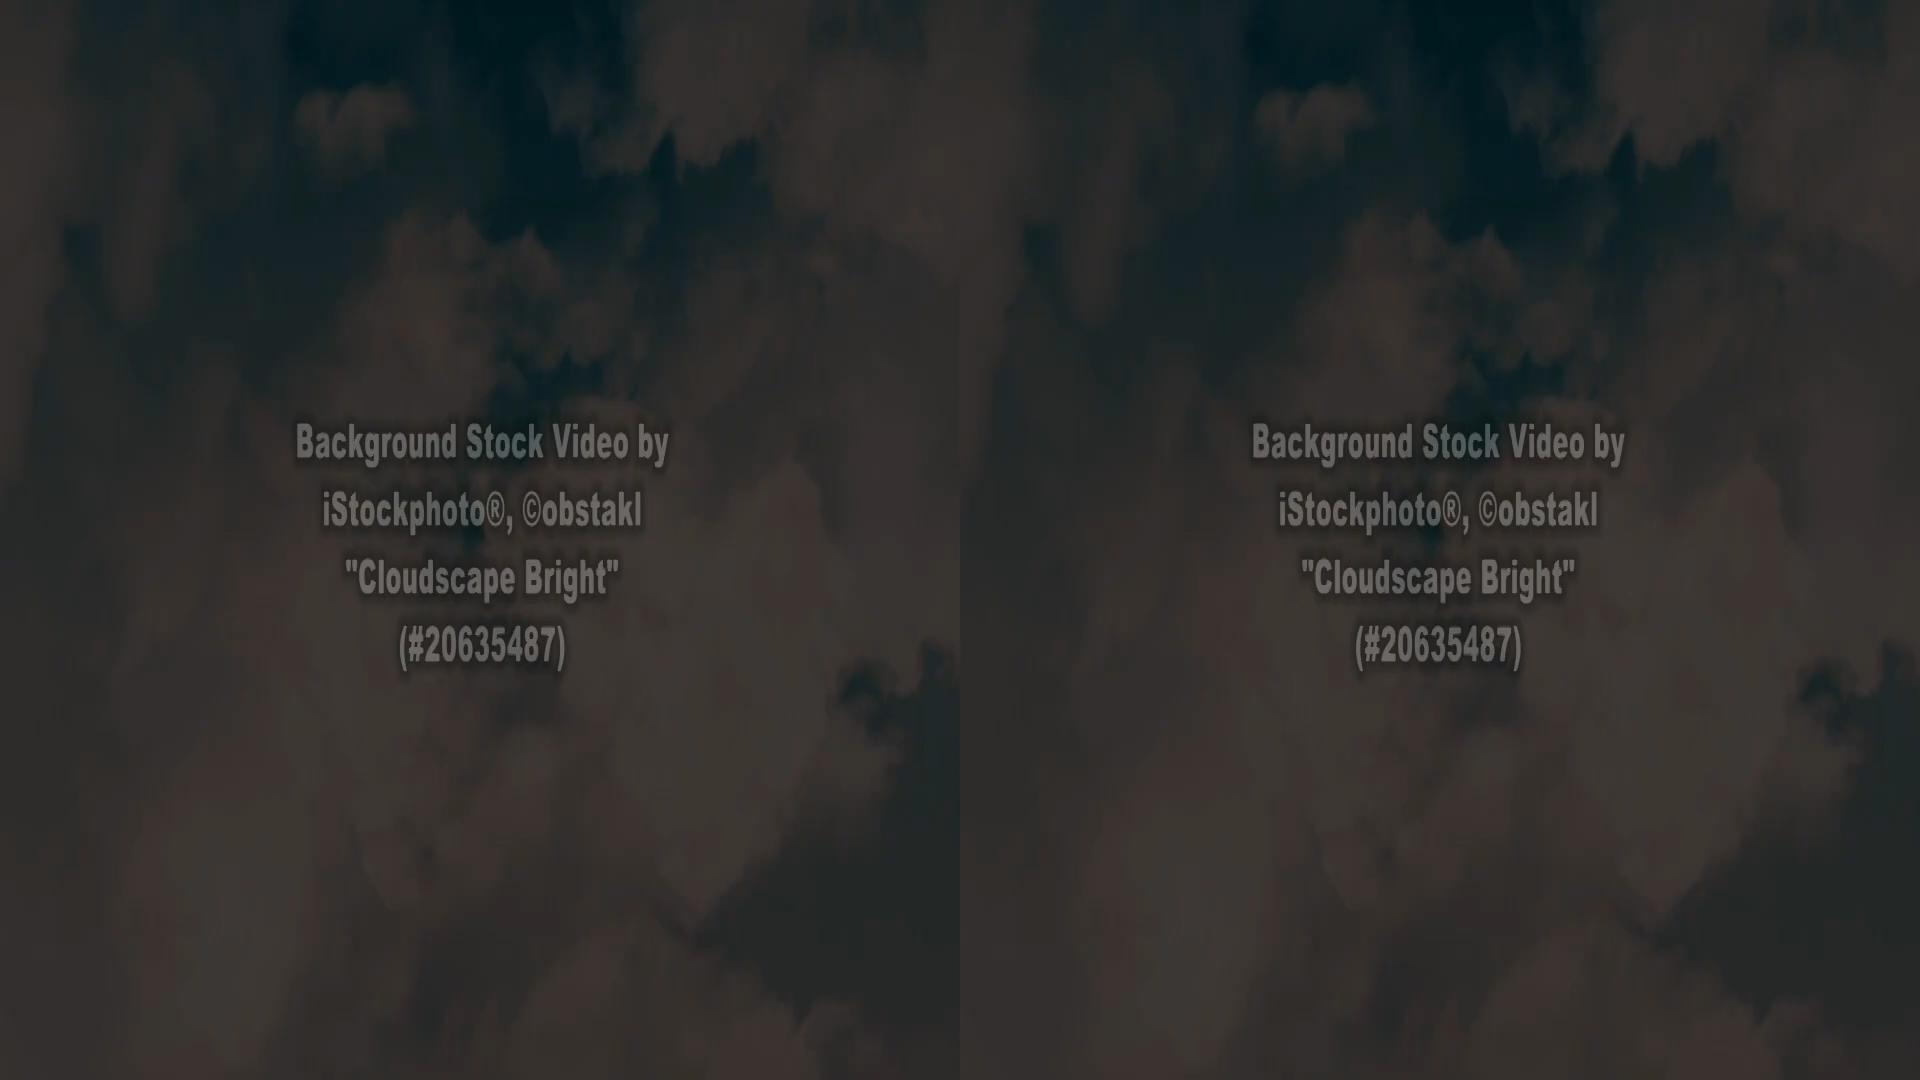 Background Stock Video by
iStockphoto®, ©obstakl
"Cloudscape Bright"
(#20635487)
Background Stock Video by
iStockphoto®, ©obstakl
"Cloudscape Bright"
(#20635487)